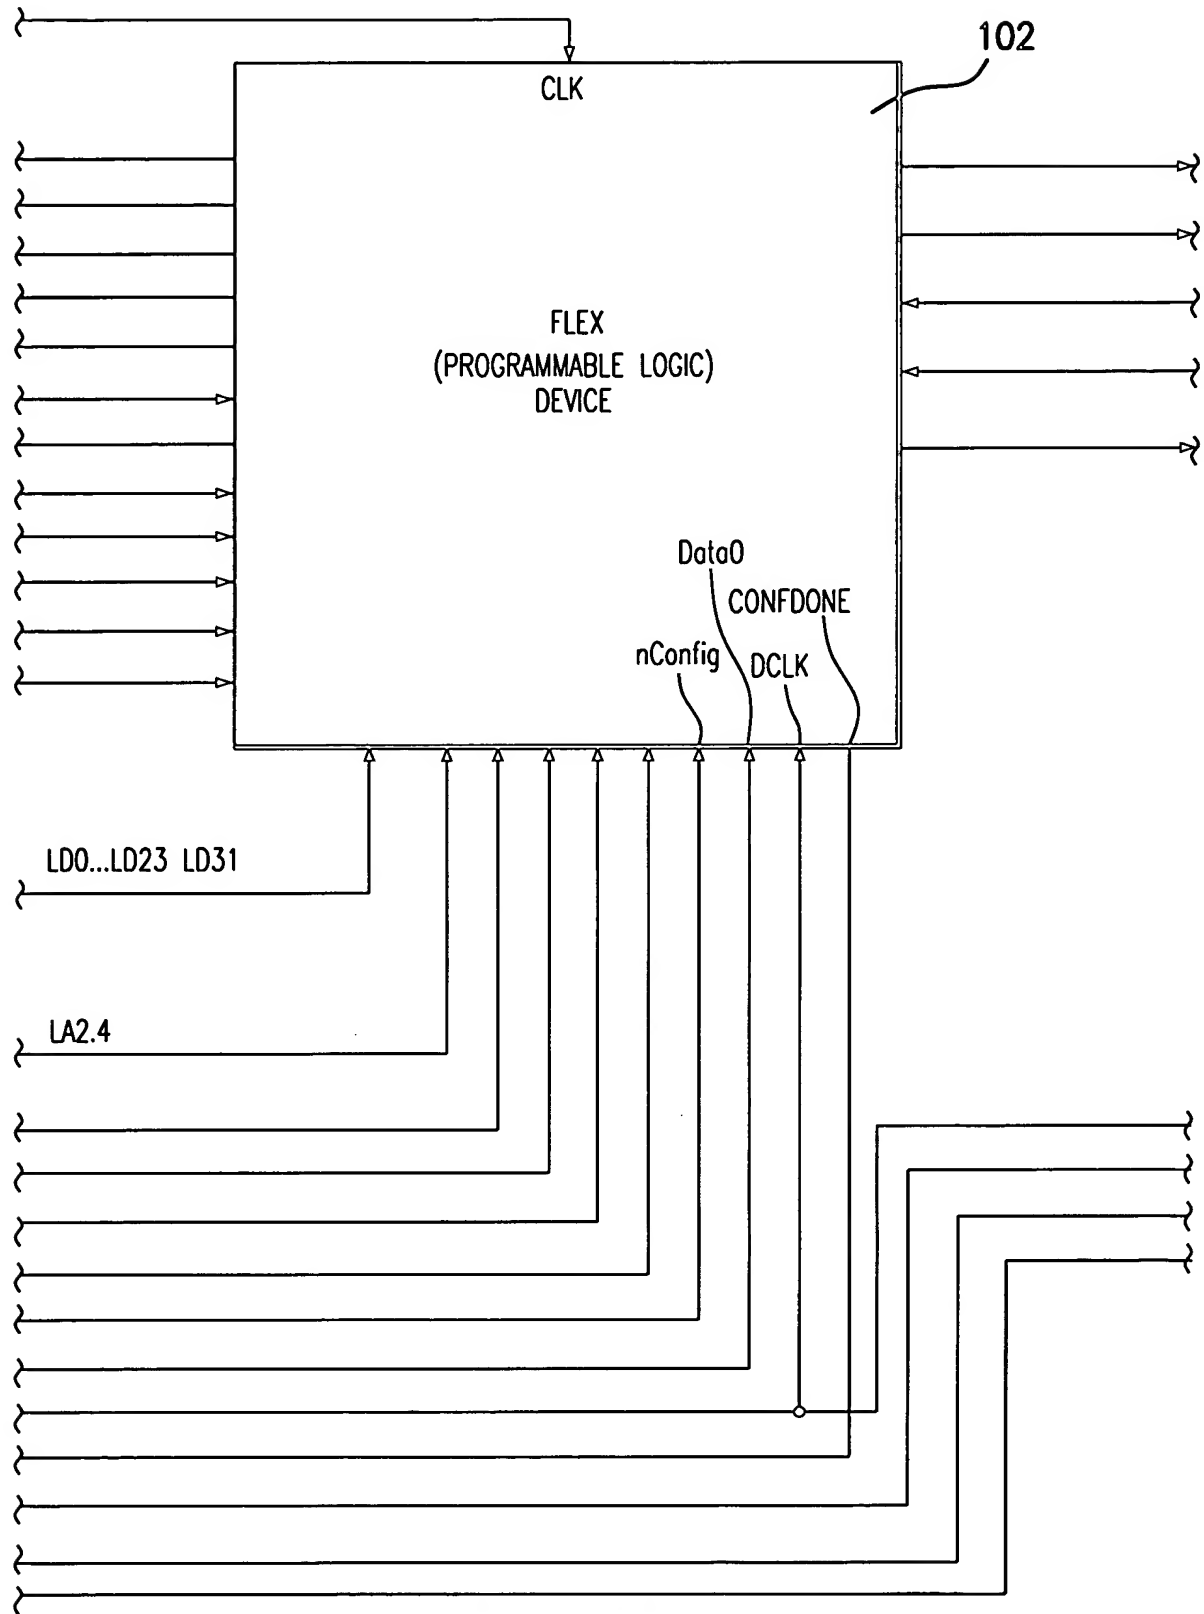 102
CLK
FLEX
(PROGRAMMABLE LOGIC)
DEVICE
Data0
CONFDONE
nConfig
DCLK
LD0...LD23 LD31
LA2.4